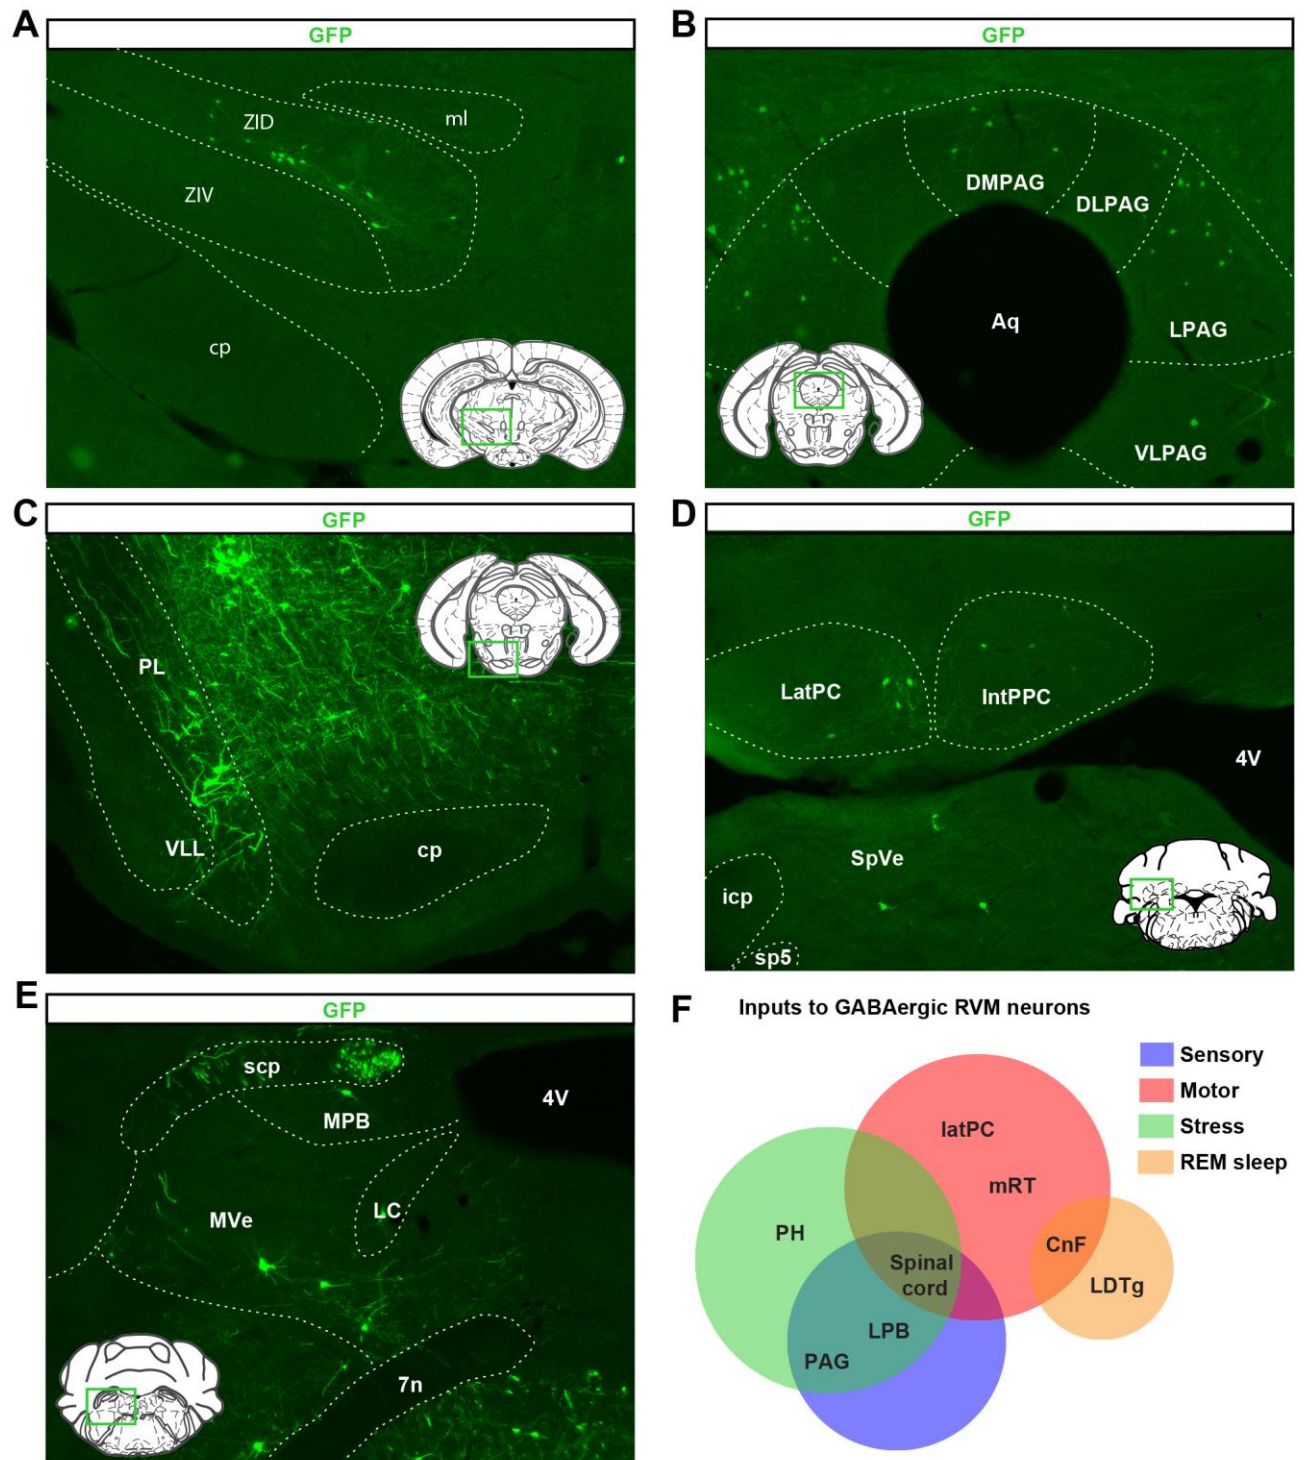 A
GFP
ZID
ml
ZIV
cp
B
GFP
DMPAG
DLPAG
Aq
LPAG
VLPAG
C
GFP
PL
VLL
cp
D
GFP
LatPC
IntPPC
4V
SpVe
icp
sp5
E
GFP
scp
MPB
4V
LC
MVe
7n
F Inputs to GABAergic RVM neurons
Sensory
Motor
Stress
REM sleep
latPC
mRT
PH
CnF
Spinal
cord
LDTg
LPB
PAG